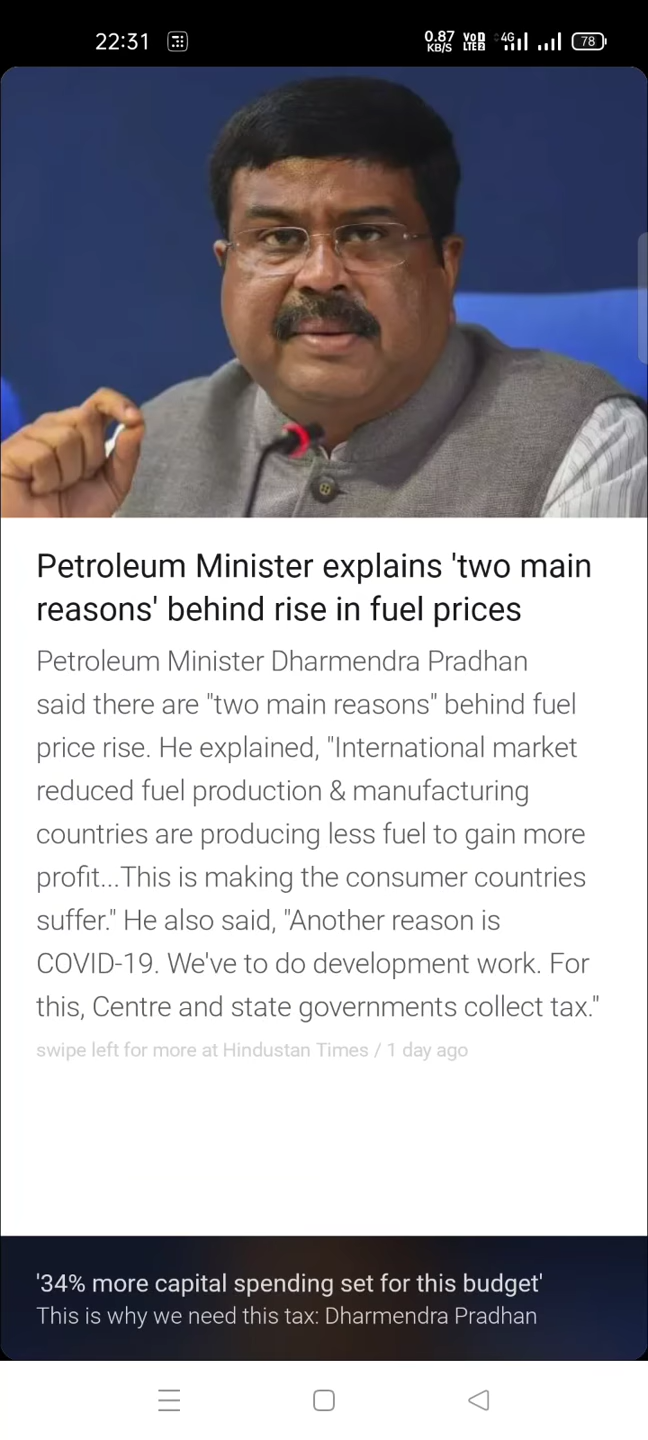 22:31
0.87 KB/S VoD LTE2 4G 78
Petroleum Minister explains 'two main
reasons' behind rise in fuel prices
Petroleum Minister Dharmendra Pradhan
said there are "two main reasons" behind fuel
price rise. He explained, "International market
reduced fuel production & manufacturing
countries are producing less fuel to gain more
profit...This is making the consumer countries
suffer." He also said, "Another reason is
COVID-19. We've to do development work. For
this, Centre and state governments collect tax."
swipe left for more at Hindustan Times / 1 day ago
'34% more capital spending set for this budget'
This is why we need this tax: Dharmendra Pradhan